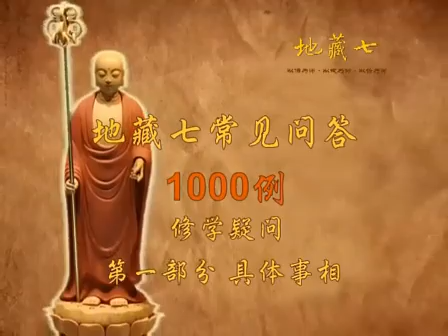 地藏七
地藏七常见问答
1000例
修学疑问
第一部分 具体事相